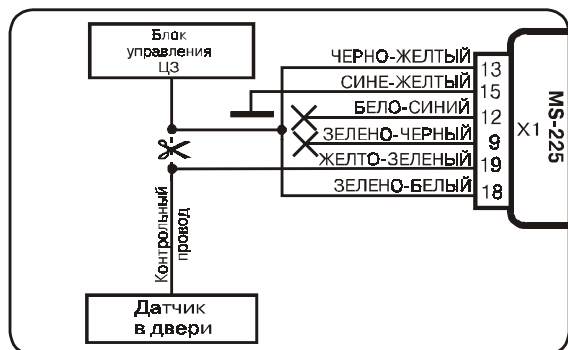 Блок
управления
ЦЗ
ЧЕРНО-ЖЕЛТЫЙ
13
СИНЕ-ЖЕЛТЫЙ
15
БЕЛО-СИНИЙ
12
ЗЕЛЕНО-ЧЕРНЫЙ
9
ЖЕЛТО-ЗЕЛЕНЫЙ
19
ЗЕЛЕНО-БЕЛЫЙ
18
X1
MS-225
Контрольный
провод
Датчик
в двери